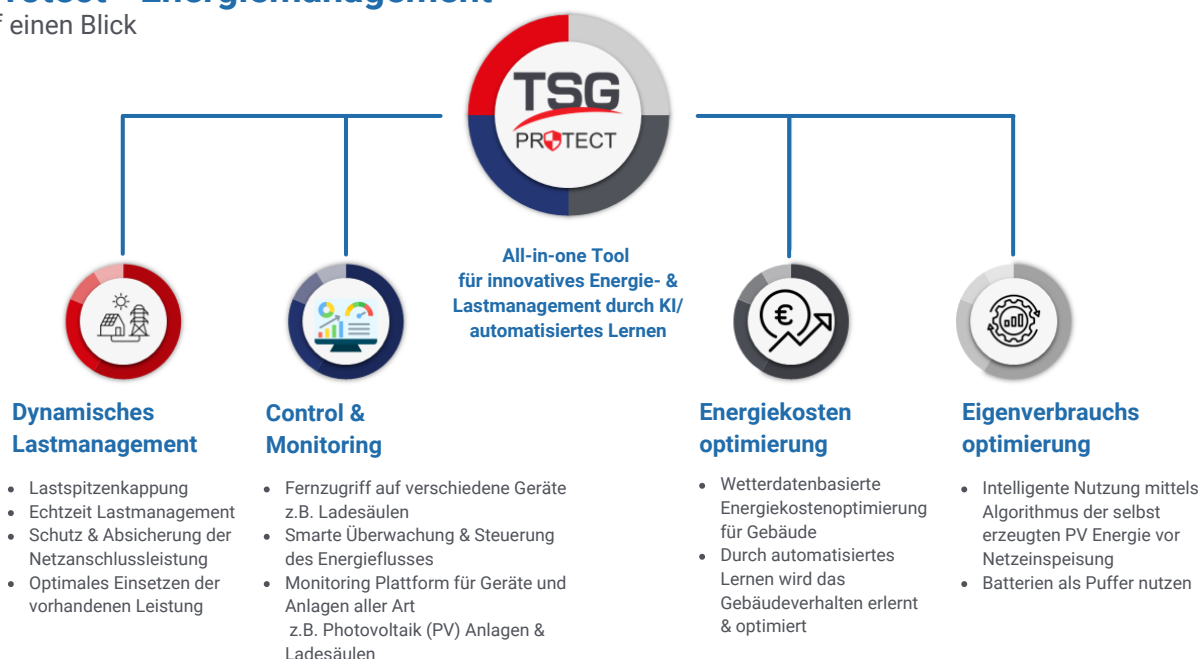 f einen Blick
TSG
PROTECT
All-in-one Tool
für innovatives Energie- &
Lastmanagement durch KI/
automatisiertes Lernen
€
Dynamisches
Lastmanagement
• Lastspitzenkappung
• Echtzeit Lastmanagement
• Schutz & Absicherung der
Netzanschlussleistung
• Optimales Einsetzen der
vorhandenen Leistung
Control &
Monitoring
• Fernzugriff auf verschiedene Geräte
z.B. Ladesäulen
• Smarte Überwachung & Steuerung
des Energieflusses
• Monitoring Plattform für Geräte und
Anlagen aller Art
z.B. Photovoltaik (PV) Anlagen &
Ladesäulen
Energiekosten
optimierung
• Wetterdatenbasierte
Energiekostenoptimierung
für Gebäude
• Durch automatisiertes
Lernen wird das
Gebäudeverhalten erlernt
& optimiert
Eigenverbrauchs
optimierung
• Intelligente Nutzung mittels
Algorithmus der selbst
erzeugten PV Energie vor
Netzeinspeisung
• Batterien als Puffer nutzen